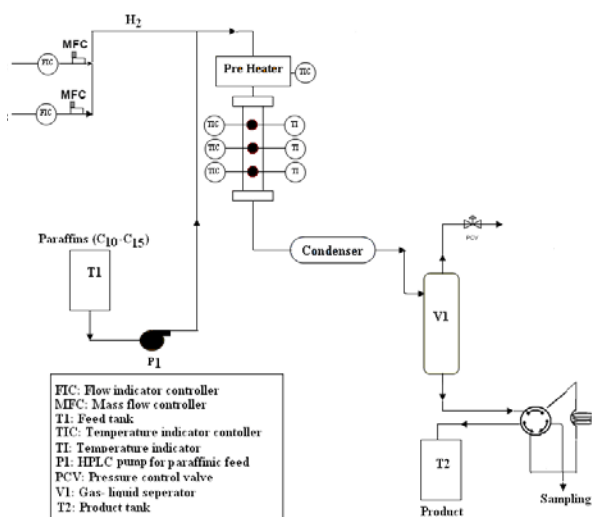 H2
MFC
FIC
MFC
FIC
Pre Heater
TIC
TIC
TI
TIC
TI
TIC
TI
Paraffins (C10-C15)
T1
P1
Condenser
PCV
V1
T2
Product
Sampling
FIC: Flow indicator controller
MFC: Mass flow controller
T1: Feed tank
TIC: Temperature indicator contoller
TI: Temperature indicator
P1: HPLC pump for paraffinic feed
PCV: Pressure control valve
V1: Gas- liquid seperator
T2: Product tank